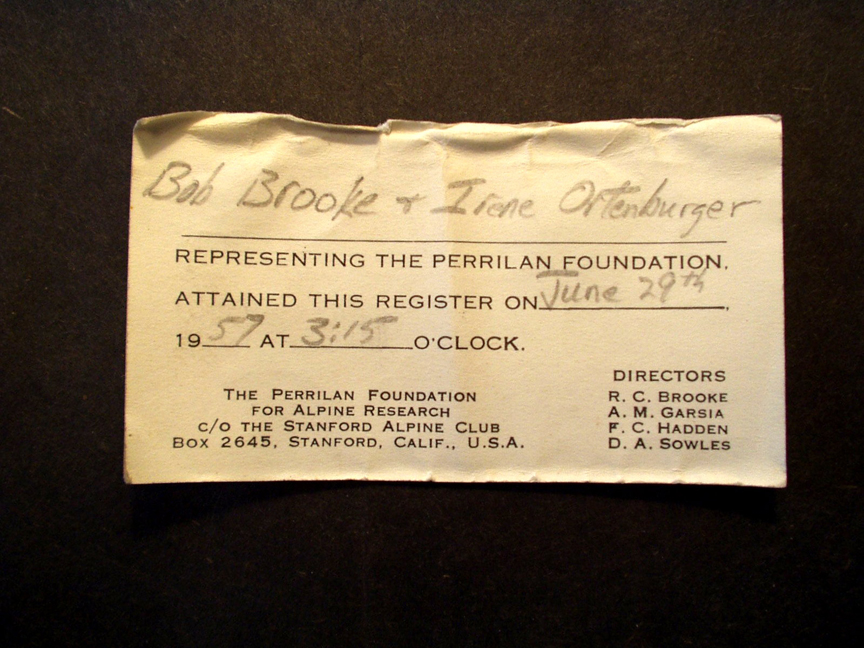 Bob Brooke + Irene Ortenburger
REPRESENTING THE PERRILAN FOUNDATION,
ATTAINED THIS REGISTER ON June 29th,
1957 AT 3:15 O'CLOCK.
THE PERRILAN FOUNDATION
FOR ALPINE RESEARCH
C/O THE STANFORD ALPINE CLUB
BOX 2645, STANFORD, CALIF., U.S.A.
DIRECTORS
R. C. BROOKE
A. M. GARSIA
F. C. HADDEN
D. A. SOWLES